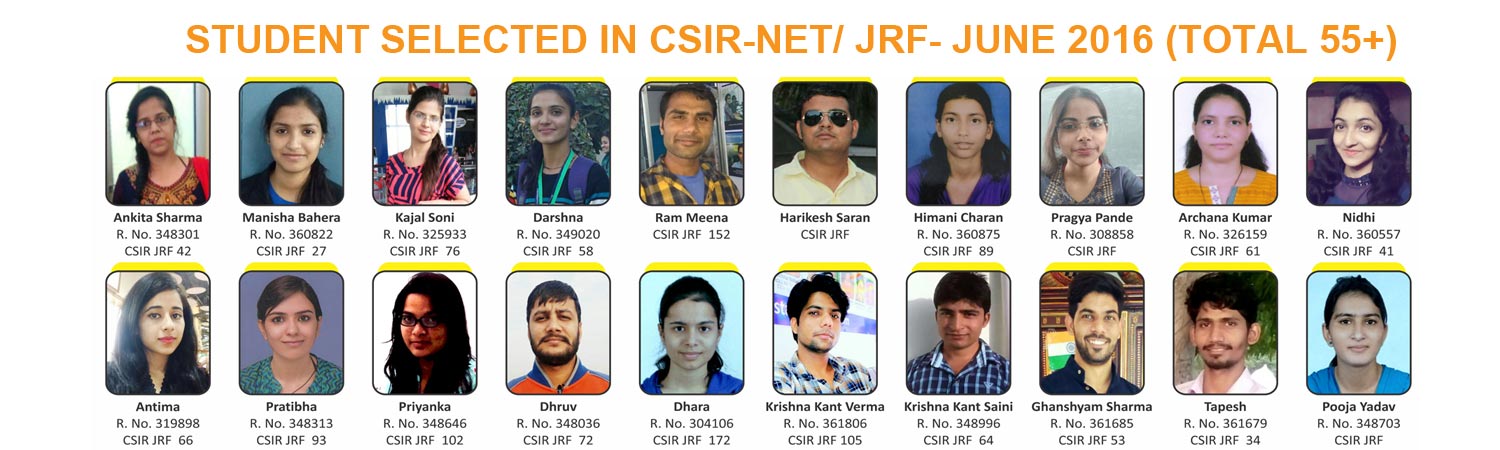 STUDENT SELECTED IN CSIR-NET/ JRF- JUNE 2016 (TOTAL 55+)
Ankita Sharma Manisha Bahera Kajal Soni Darshna Ram Meena Harikesh Saran Himani Charan Pragya Pande Archana Kumar Nidhi
R. No. 348301 R. No. 360822 R. No. 325933 R. No. 349020 CSIR JRF 152 CSIR JRF R. No. 360875 R. No. 308858 R. No. 326159 R. No. 360557
CSIR JRF 42 CSIR JRF 27 CSIR JRF 76 CSIR JRF 58 CSIR JRF 89 CSIR JRF CSIR JRF 61 CSIR JRF 41
Antima Pratibha Priyanka Dhruv Dhara Krishna Kant Verma Krishna Kant Saini Ghanshyam Sharma Tapesh Pooja Yadav
R. No. 319898 R. No. 348313 R. No. 348646 R. No. 348036 R. No. 304106 R. No. 361806 R. No. 348996 R. No. 361685 R. No. 361679 R. No. 348703
CSIR JRF 66 CSIR JRF 93 CSIR JRF 102 CSIR JRF 72 CSIR JRF 172 CSIR JRF 105 CSIR JRF 64 CSIR JRF 53 CSIR JRF 34 CSIR JRF